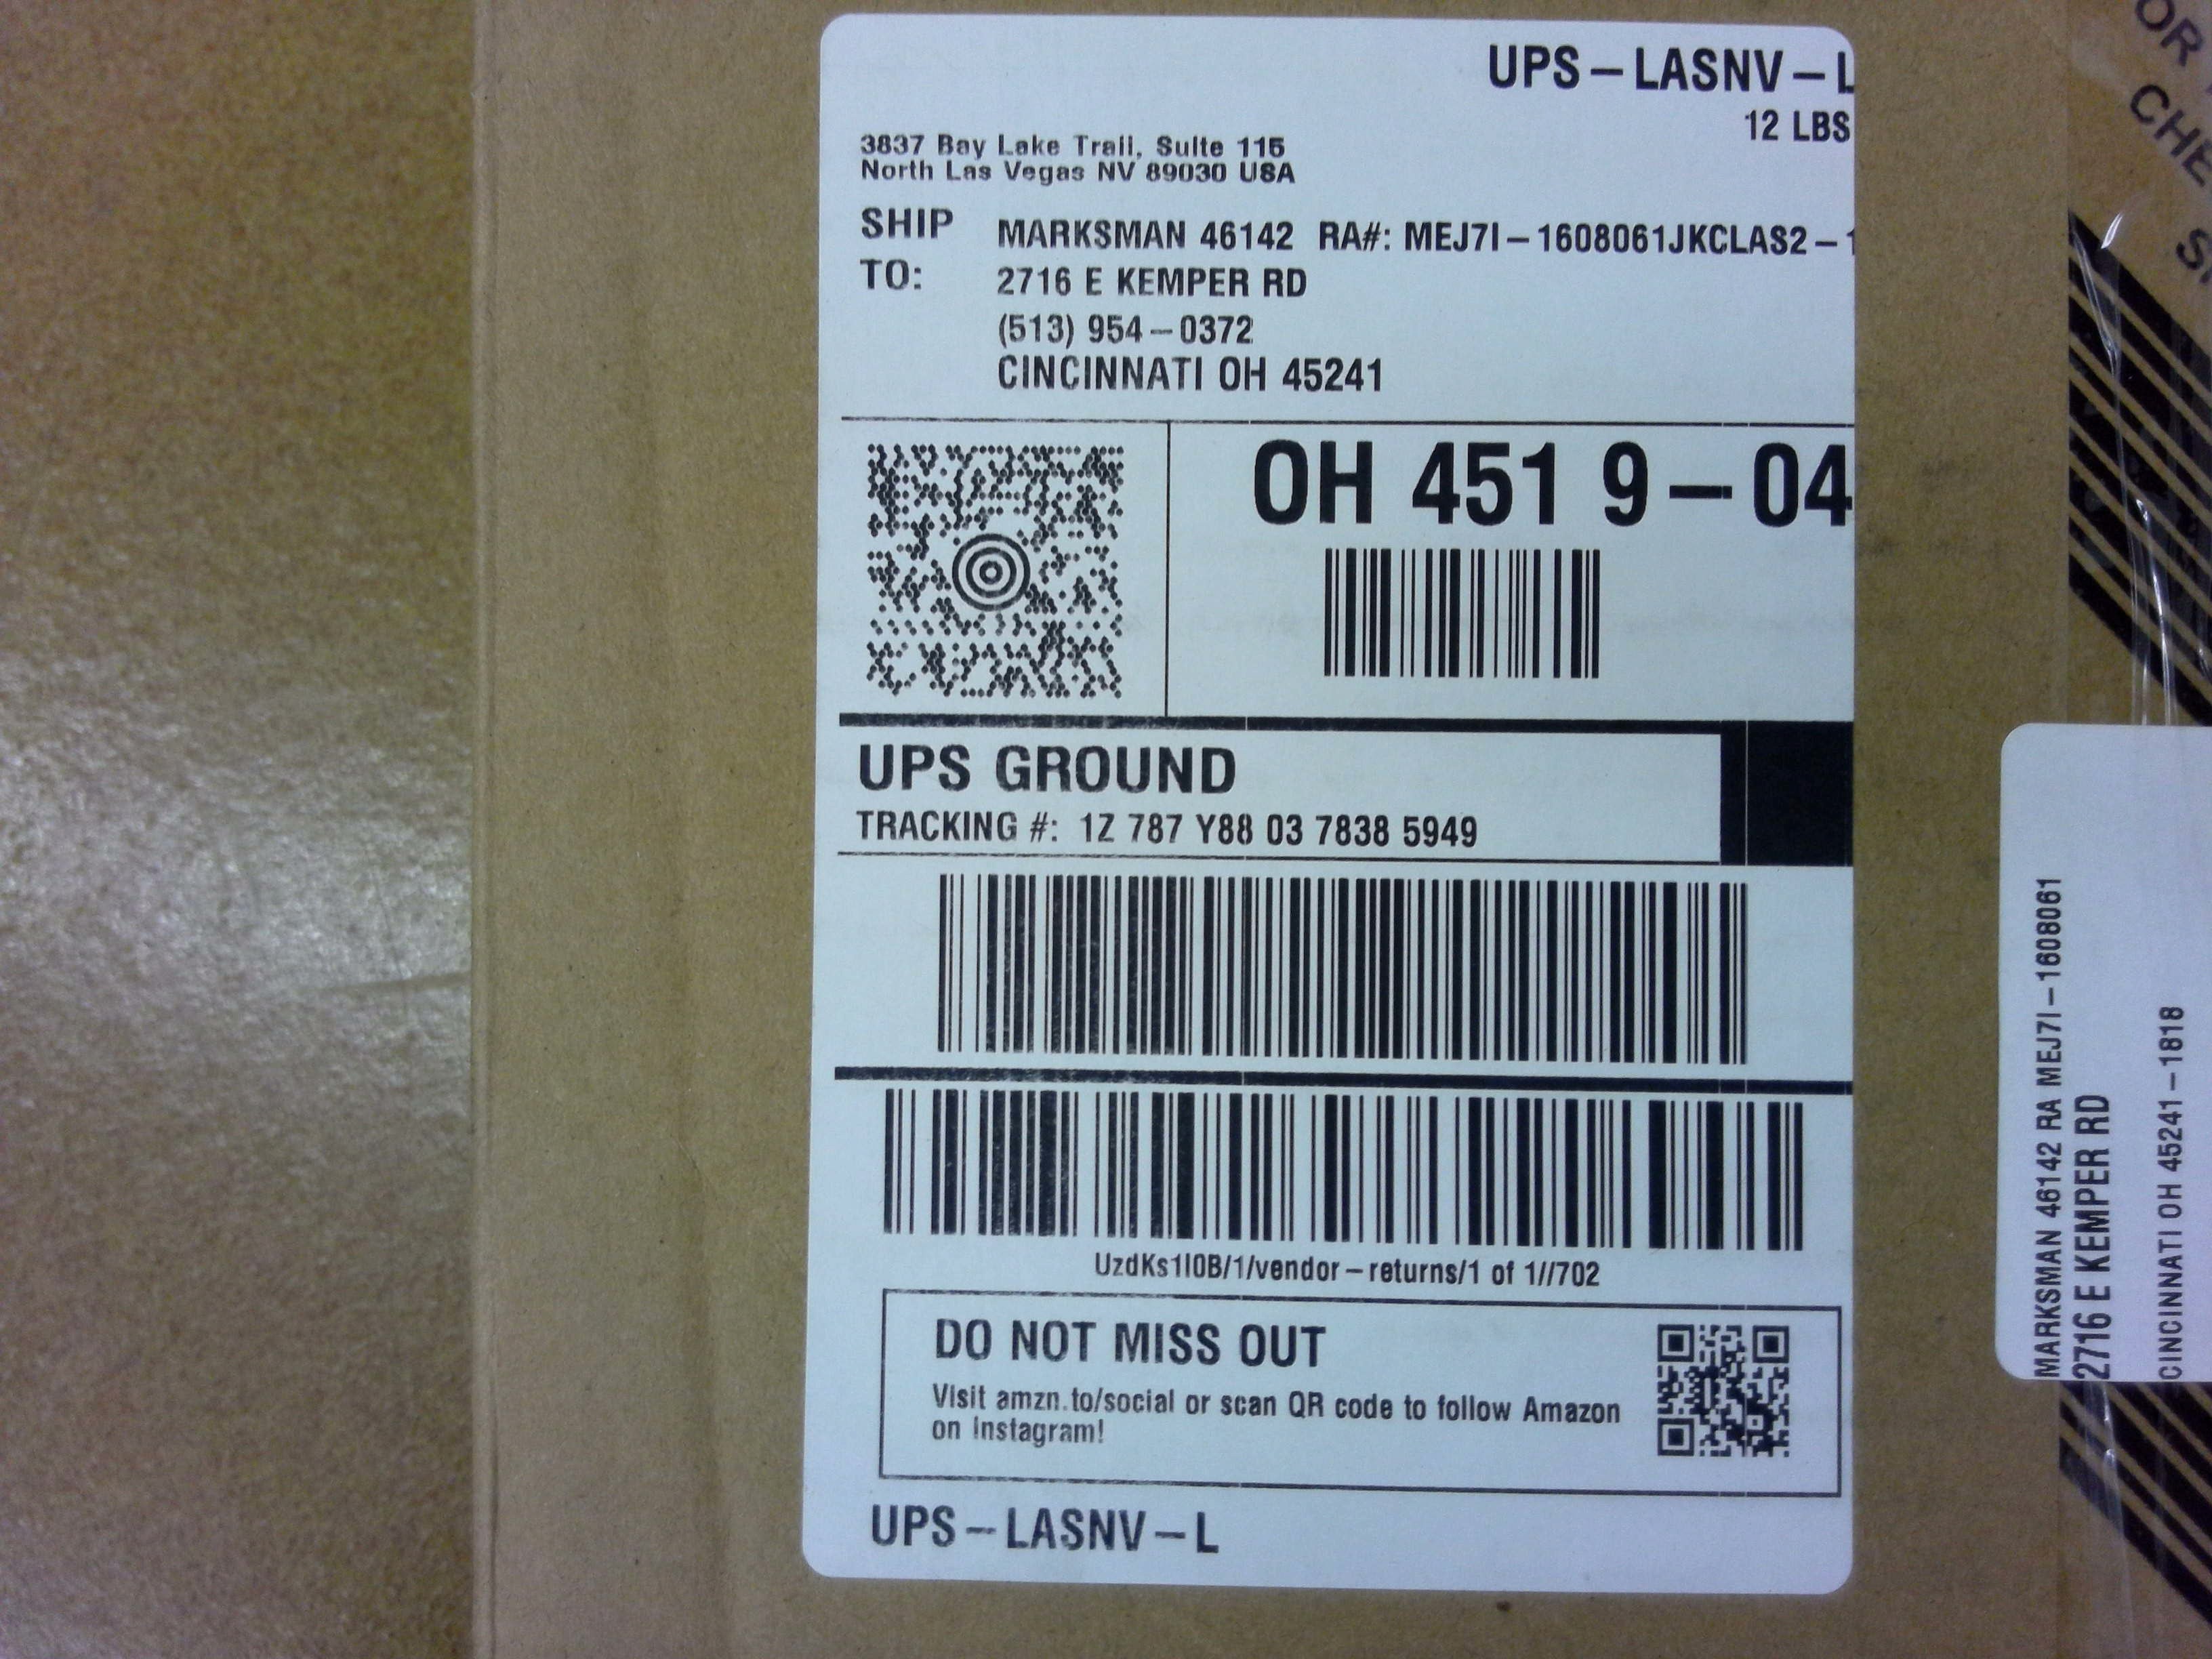 UPS – LASNV – L
12 LBS
3837 Bay Lake Trail, Suite 115
North Las Vegas NV 89030 USA
SHIP TO:
MARKSMAN 46142 RA#: MEJ7I – 1608061JKCLAS2 – 1
2716 E KEMPER RD
(513) 954 – 0372
CINCINNATI OH 45241
OH 451 9 – 04
UPS GROUND
TRACKING #: 1Z 787 Y88 03 7838 5949
UzdKs1I0B/1/vendor – returns/1 of 1//702
DO NOT MISS OUT
Visit amzn.to/social or scan QR code to follow Amazon
on Instagram!
UPS – LASNV – L
MARKSMAN 46142 RA MEJ7I – 1608061
2716 E KEMPER RD
CINCINNATI OH 45241 – 1818
OR
CHE